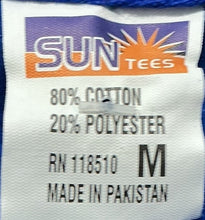 SUN TEES
80% COTTON
20% POLYESTER
RN 118510 M
MADE IN PAKISTAN